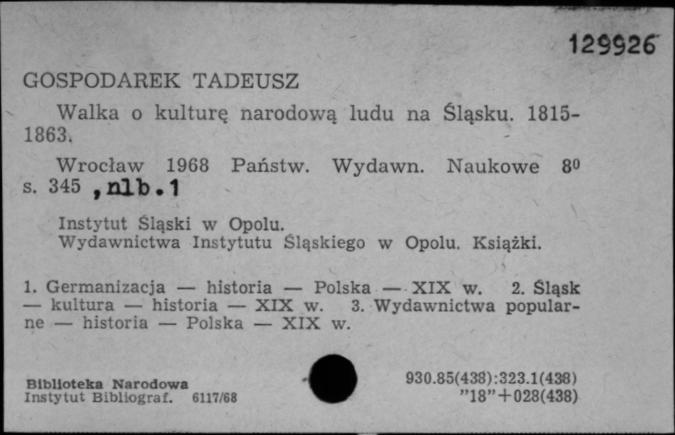 129926
GOSPODAREK TADEUSZ
Walka o kulturę narodową ludu na Śląsku. 1815-
1863.
Wrocław 1968 Państw. Wydawn. Naukowe 8⁰
s. 345 , nlb. 1
Instytut Śląski w Opolu.
Wydawnictwa Instytutu Śląskiego w Opolu. Książki.
1. Germanizacja — historia — Polska — XIX w. 2. Śląsk
— kultura — historia — XIX w. 3. Wydawnictwa popular-
ne — historia — Polska — XIX w.
Biblioteka Narodowa 930.85(438):323.1(438)
Instytut Bibliograf. 6117/68 ”18”+028(438)